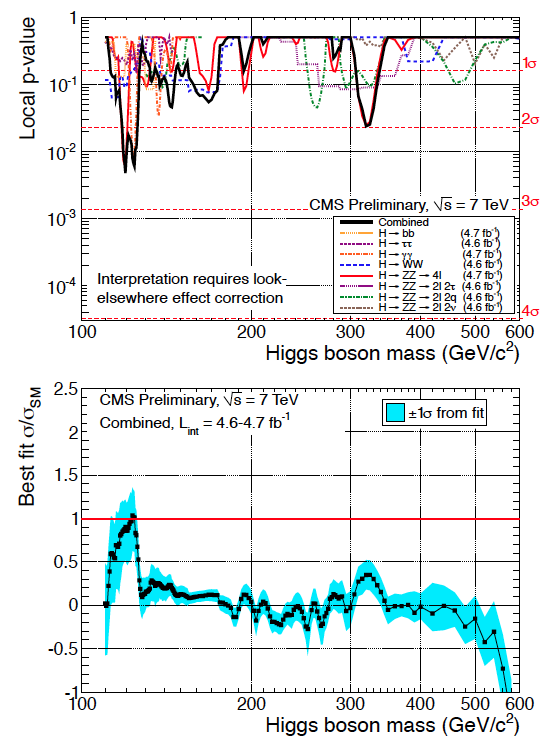 Local p-value
1
10⁻¹
10⁻²
10⁻³
10⁻⁴
1σ
2σ
3σ
4σ
CMS Preliminary, √s = 7 TeV
Combined
H → bb (4.7 fb⁻¹)
H → ττ (4.6 fb⁻¹)
H → γγ (4.7 fb⁻¹)
H → WW (4.6 fb⁻¹)
H → ZZ → 4l (4.7 fb⁻¹)
H → ZZ → 2l 2τ (4.6 fb⁻¹)
H → ZZ → 2l 2q (4.6 fb⁻¹)
H → ZZ → 2l 2ν (4.6 fb⁻¹)
Interpretation requires look-
elsewhere effect correction
100 200 300 400 500 600
Higgs boson mass (GeV/c²)
Best fit σ/σ_SM
2.5
2
1.5
1
0.5
0
-0.5
-1
CMS Preliminary, √s = 7 TeV
Combined, L_int = 4.6-4.7 fb⁻¹
±1σ from fit
100 200 300 400 500 600
Higgs boson mass (GeV/c²)